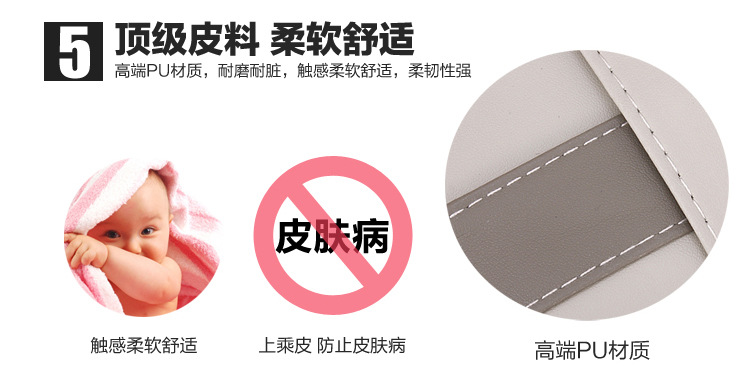 5
顶级皮料 柔软舒适
高端PU材质，耐磨耐脏，触感柔软舒适，柔韧性强
皮肤病
触感柔软舒适
上乘皮 防止皮肤病
高端PU材质